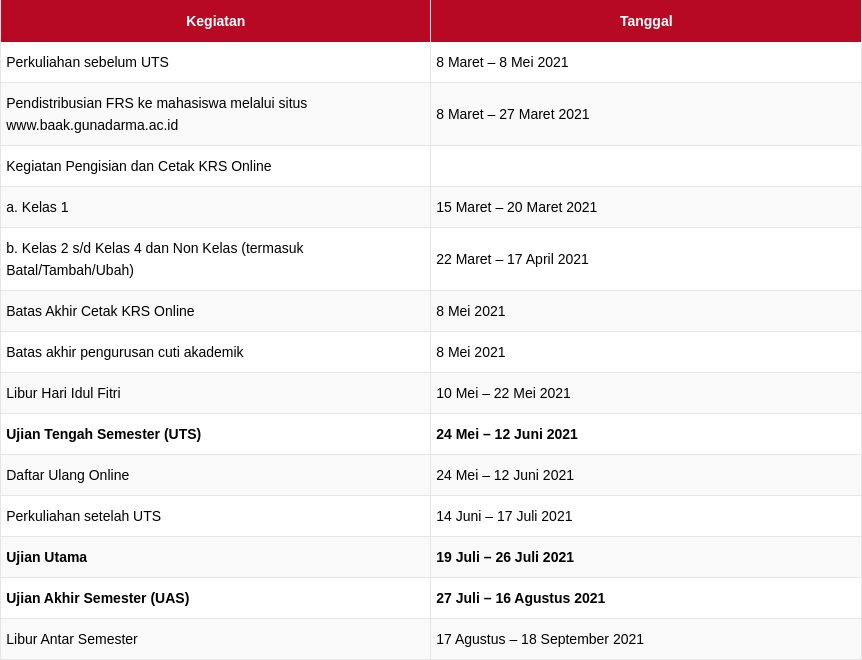 Kegiatan Tanggal
Perkuliahan sebelum UTS 8 Maret – 8 Mei 2021
Pendistribusian FRS ke mahasiswa melalui situs
www.baak.gunadarma.ac.id 8 Maret – 27 Maret 2021
Kegiatan Pengisian dan Cetak KRS Online
a. Kelas 1 15 Maret – 20 Maret 2021
b. Kelas 2 s/d Kelas 4 dan Non Kelas (termasuk
Batal/Tambah/Ubah) 22 Maret – 17 April 2021
Batas Akhir Cetak KRS Online 8 Mei 2021
Batas akhir pengurusan cuti akademik 8 Mei 2021
Libur Hari Idul Fitri 10 Mei – 22 Mei 2021
Ujian Tengah Semester (UTS) 24 Mei – 12 Juni 2021
Daftar Ulang Online 24 Mei – 12 Juni 2021
Perkuliahan setelah UTS 14 Juni – 17 Juli 2021
Ujian Utama 19 Juli – 26 Juli 2021
Ujian Akhir Semester (UAS) 27 Juli – 16 Agustus 2021
Libur Antar Semester 17 Agustus – 18 September 2021